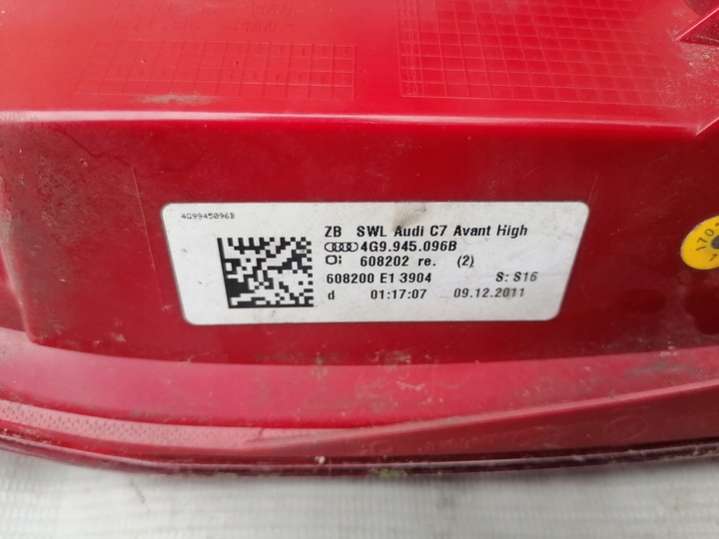 4G9945096B
ZB SWL Audi C7 Avant High
4G9.945.096B
608202 re. (2)
608200 E1 3904 S: S16
d 01:17:07 09.12.2011